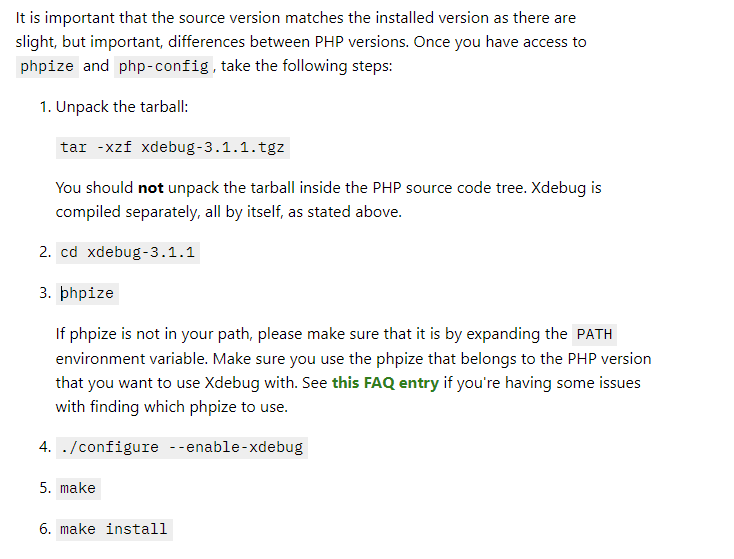 It is important that the source version matches the installed version as there are
slight, but important, differences between PHP versions. Once you have access to
phpize and php-config, take the following steps:
1. Unpack the tarball:
tar -xzf xdebug-3.1.1.tgz
You should not unpack the tarball inside the PHP source code tree. Xdebug is
compiled separately, all by itself, as stated above.
2. cd xdebug-3.1.1
3. phpize
If phpize is not in your path, please make sure that it is by expanding the PATH
environment variable. Make sure you use the phpize that belongs to the PHP version
that you want to use Xdebug with. See this FAQ entry if you're having some issues
with finding which phpize to use.
4. ./configure --enable-xdebug
5. make
6. make install